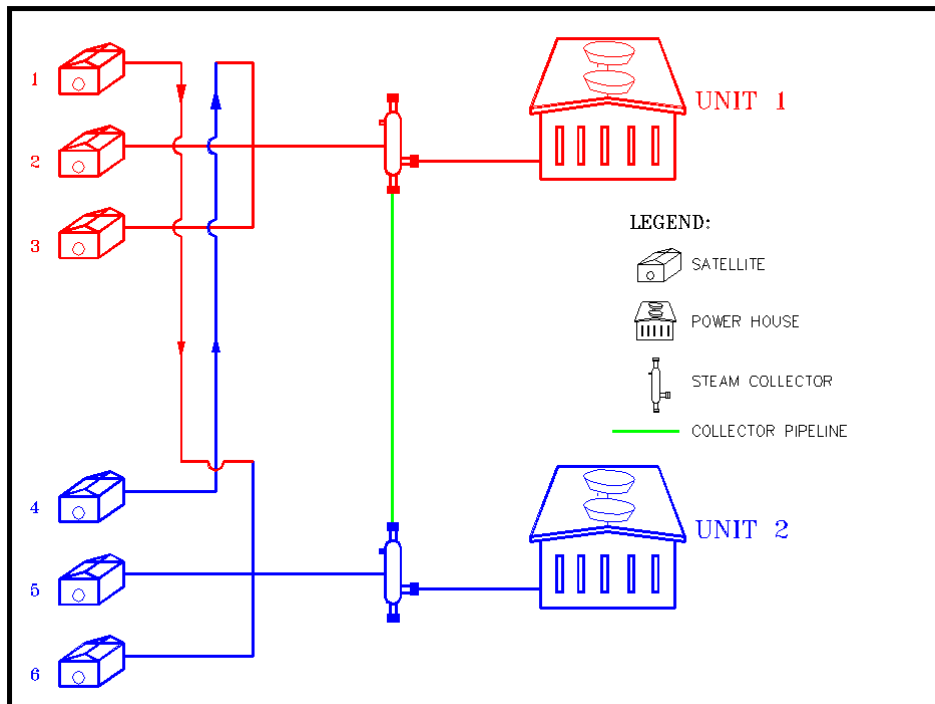 1
UNIT 1
2
3
LEGEND:
SATELLITE
POWER HOUSE
STEAM COLLECTOR
COLLECTOR PIPELINE
4
UNIT 2
5
6